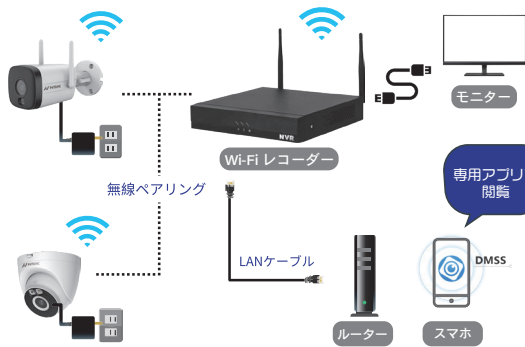 モニター
NVR
Wi-Fi レコーダー
専用アプリ
閲覧
無線ペアリング
LANケーブル
DMSS
ルーター
スマホ